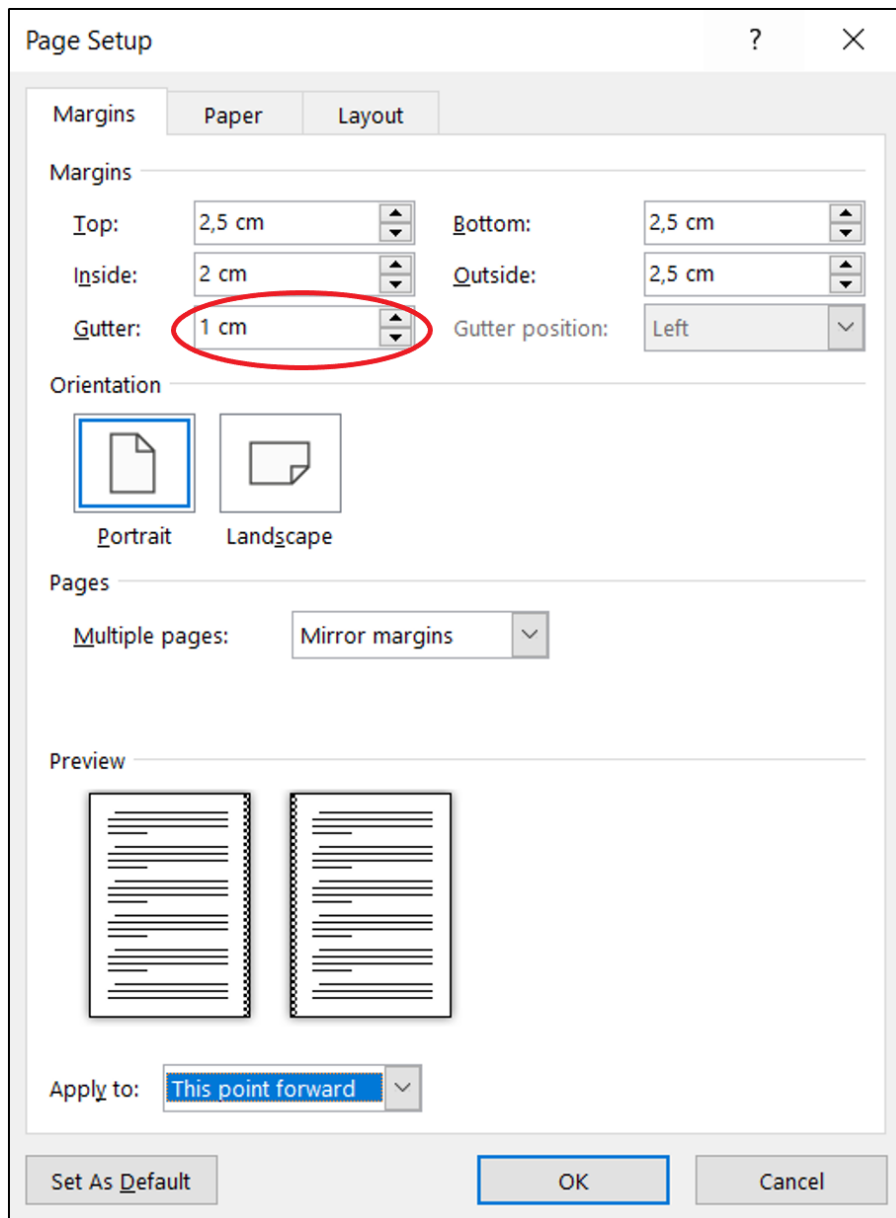 Page Setup ?
Margins Paper Layout
Margins
Top: 2,5 cm Bottom: 2,5 cm
Inside: 2 cm Outside: 2,5 cm
Gutter: 1 cm Gutter position: Left
Orientation
Portrait Landscape
Pages
Multiple pages: Mirror margins
Preview
Apply to: This point forward
Set As Default OK Cancel